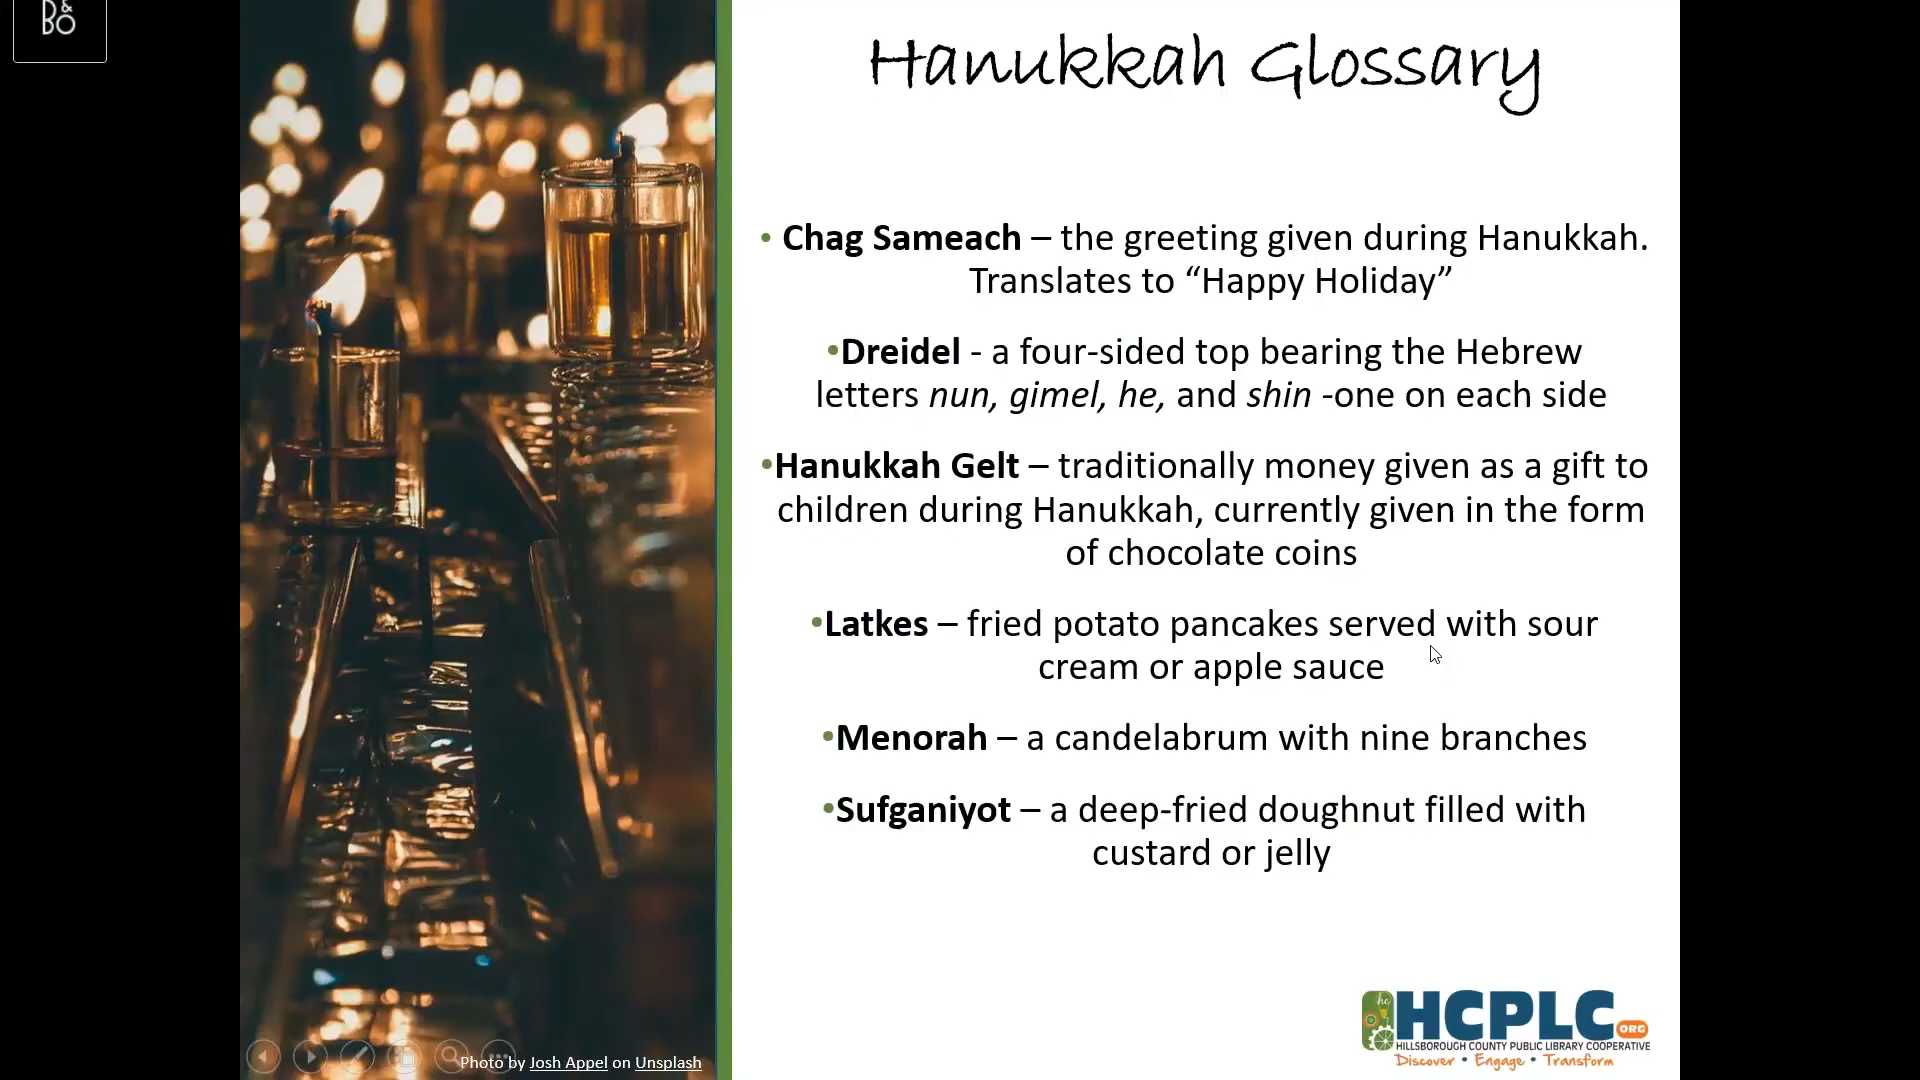 B&O
Hanukkah Glossary
• Chag Sameach – the greeting given during Hanukkah.
Translates to “Happy Holiday”
•Dreidel - a four-sided top bearing the Hebrew
letters nun, gimel, he, and shin -one on each side
•Hanukkah Gelt – traditionally money given as a gift to
children during Hanukkah, currently given in the form
of chocolate coins
•Latkes – fried potato pancakes served with sour
cream or apple sauce
•Menorah – a candelabrum with nine branches
•Sufganiyot – a deep-fried doughnut filled with
custard or jelly
Photo by Josh Appel on Unsplash
hc HCPLC ORG
HILLSBOROUGH COUNTY PUBLIC LIBRARY COOPERATIVE
Discover • Engage • Transform